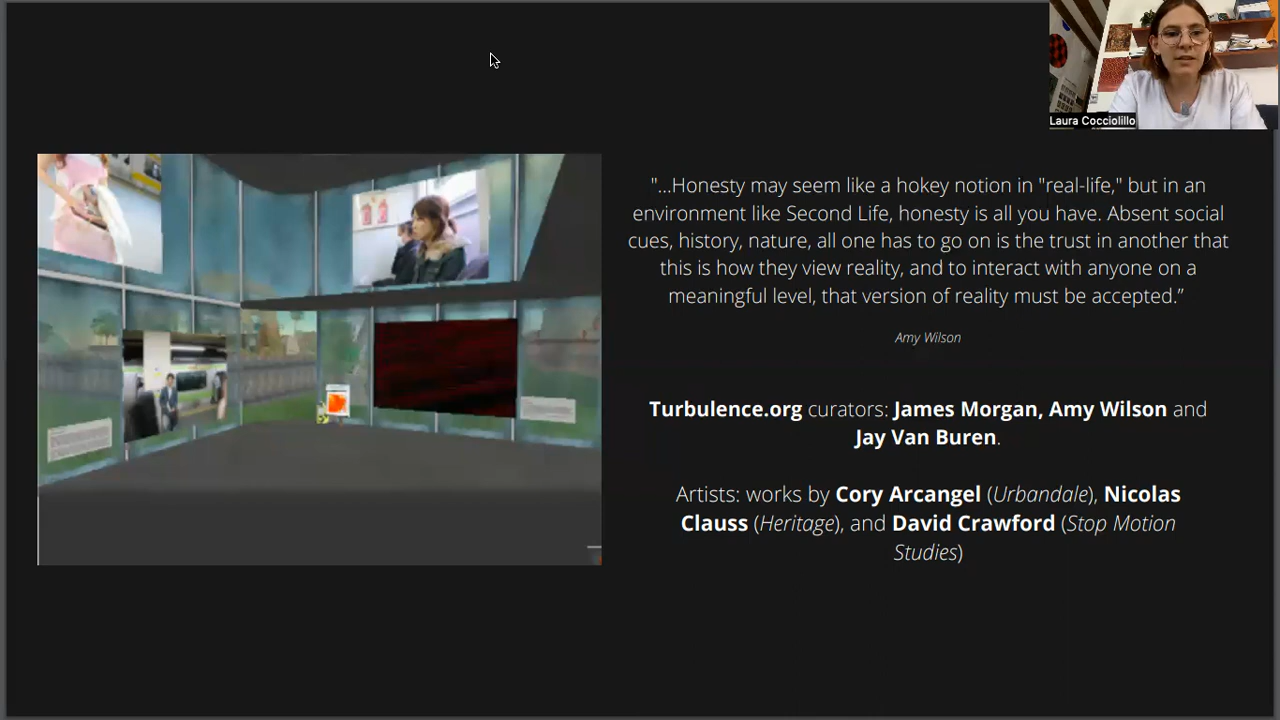 Laura Cocciolillo
"...Honesty may seem like a hokey notion in "real-life," but in an
environment like Second Life, honesty is all you have. Absent social
cues, history, nature, all one has to go on is the trust in another that
this is how they view reality, and to interact with anyone on a
meaningful level, that version of reality must be accepted.”
Amy Wilson
Turbulence.org curators: James Morgan, Amy Wilson and
Jay Van Buren.
Artists: works by Cory Arcangel (Urbandale), Nicolas
Clauss (Heritage), and David Crawford (Stop Motion
Studies)